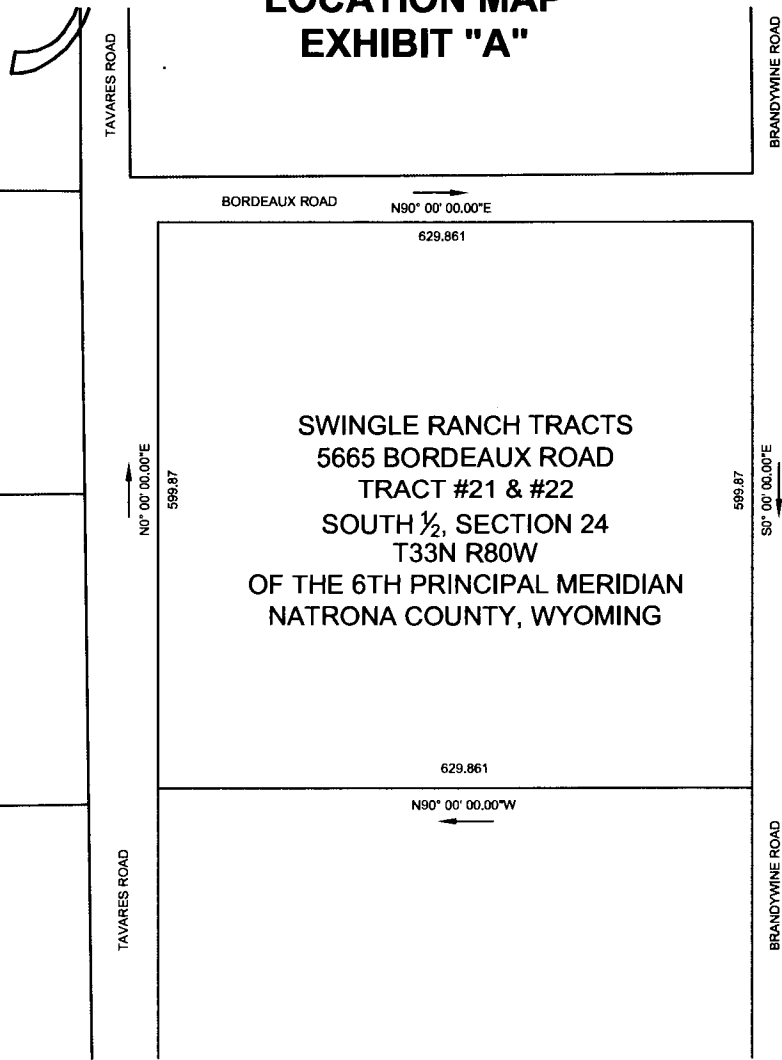 LOCATION MAP
EXHIBIT "A"
TAVARES ROAD
BRANDYWINE ROAD
BORDEAUX ROAD
N90° 00' 00.00"E
629.861
N0° 00' 00.00"E
599.87
SWINGLE RANCH TRACTS
5665 BORDEAUX ROAD
TRACT #21 & #22
SOUTH ½, SECTION 24
T33N R80W
OF THE 6TH PRINCIPAL MERIDIAN
NATRONA COUNTY, WYOMING
599.87
S0° 00' 00.00"E
629.861
N90° 00' 00.00"W
TAVARES ROAD
BRANDYWINE ROAD